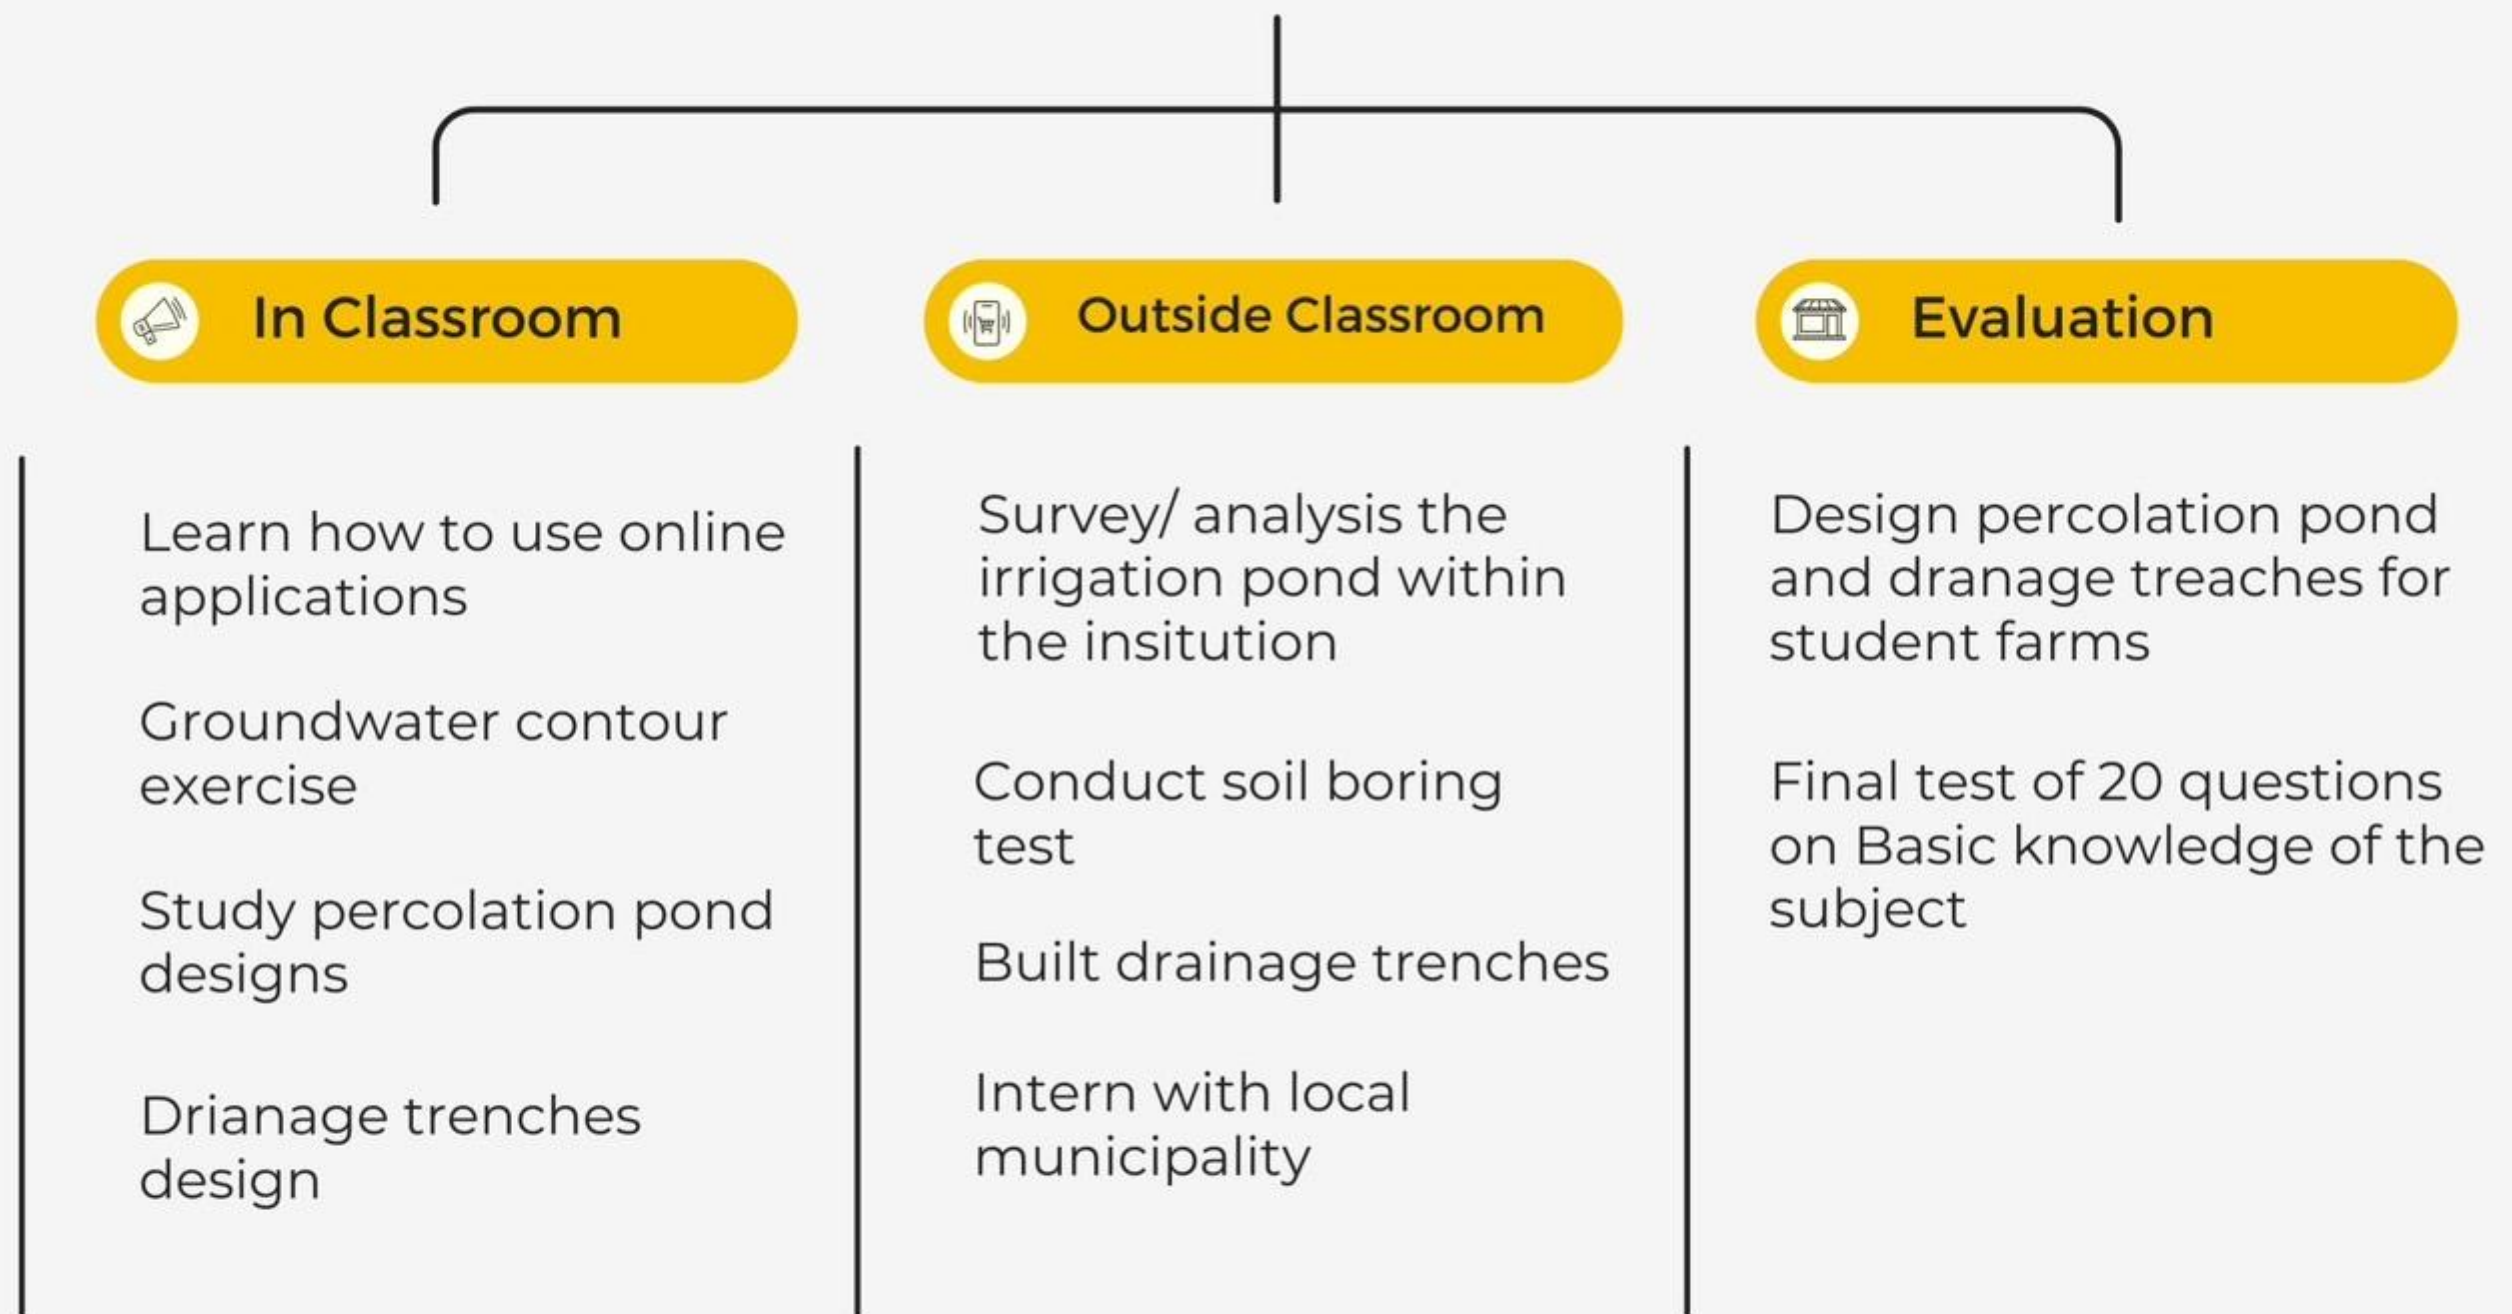 In Classroom
Learn how to use online
applications
Groundwater contour
exercise
Study percolation pond
designs
Drianage trenches
design
Outside Classroom
Survey/ analysis the
irrigation pond within
the insitution
Conduct soil boring
test
Built drainage trenches
Intern with local
municipality
Evaluation
Design percolation pond
and dranage treaches for
student farms
Final test of 20 questions
on Basic knowledge of the
subject